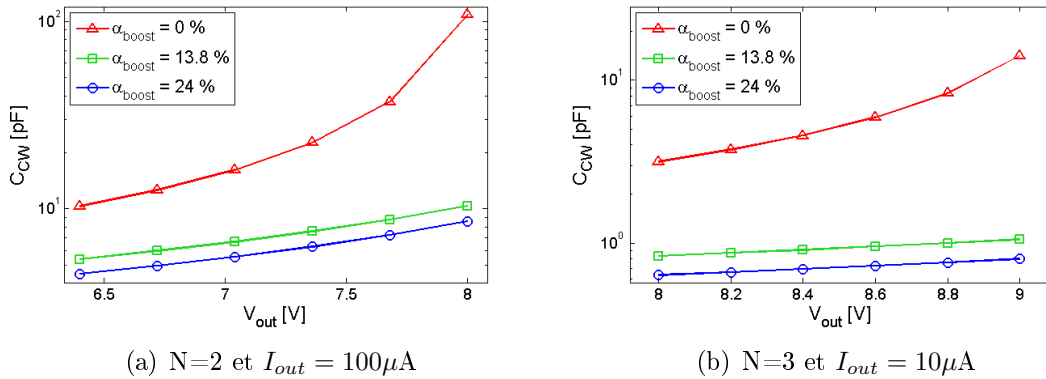 α_boost = 0 %
α_boost = 13.8 %
α_boost = 24 %
10²
10¹
C_CW [pF]
6.5 7 7.5 8
V_out [V]
(a) N=2 et I_out = 100µA
α_boost = 0 %
α_boost = 13.8 %
α_boost = 24 %
10¹
10⁰
C_CW [pF]
8 8.2 8.4 8.6 8.8 9
V_out [V]
(b) N=3 et I_out = 10µA